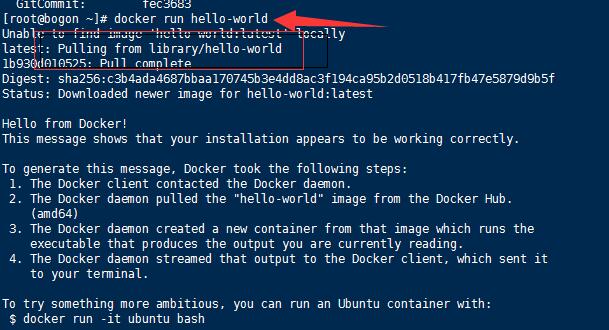 GitCommit: fec3683
[root@bogon ~]# docker run hello-world
Unable to find image 'hello-world:latest' locally
latest: Pulling from library/hello-world
1b930d010525: Pull complete
Digest: sha256:c3b4ada4687bbaa170745b3e4dd8ac3f194ca95b2d0518b417fb47e5879d9b5f
Status: Downloaded newer image for hello-world:latest
Hello from Docker!
This message shows that your installation appears to be working correctly.
To generate this message, Docker took the following steps:
1. The Docker client contacted the Docker daemon.
2. The Docker daemon pulled the "hello-world" image from the Docker Hub.
(amd64)
3. The Docker daemon created a new container from that image which runs the
executable that produces the output you are currently reading.
4. The Docker daemon streamed that output to the Docker client, which sent it
to your terminal.
To try something more ambitious, you can run an Ubuntu container with:
$ docker run -it ubuntu bash